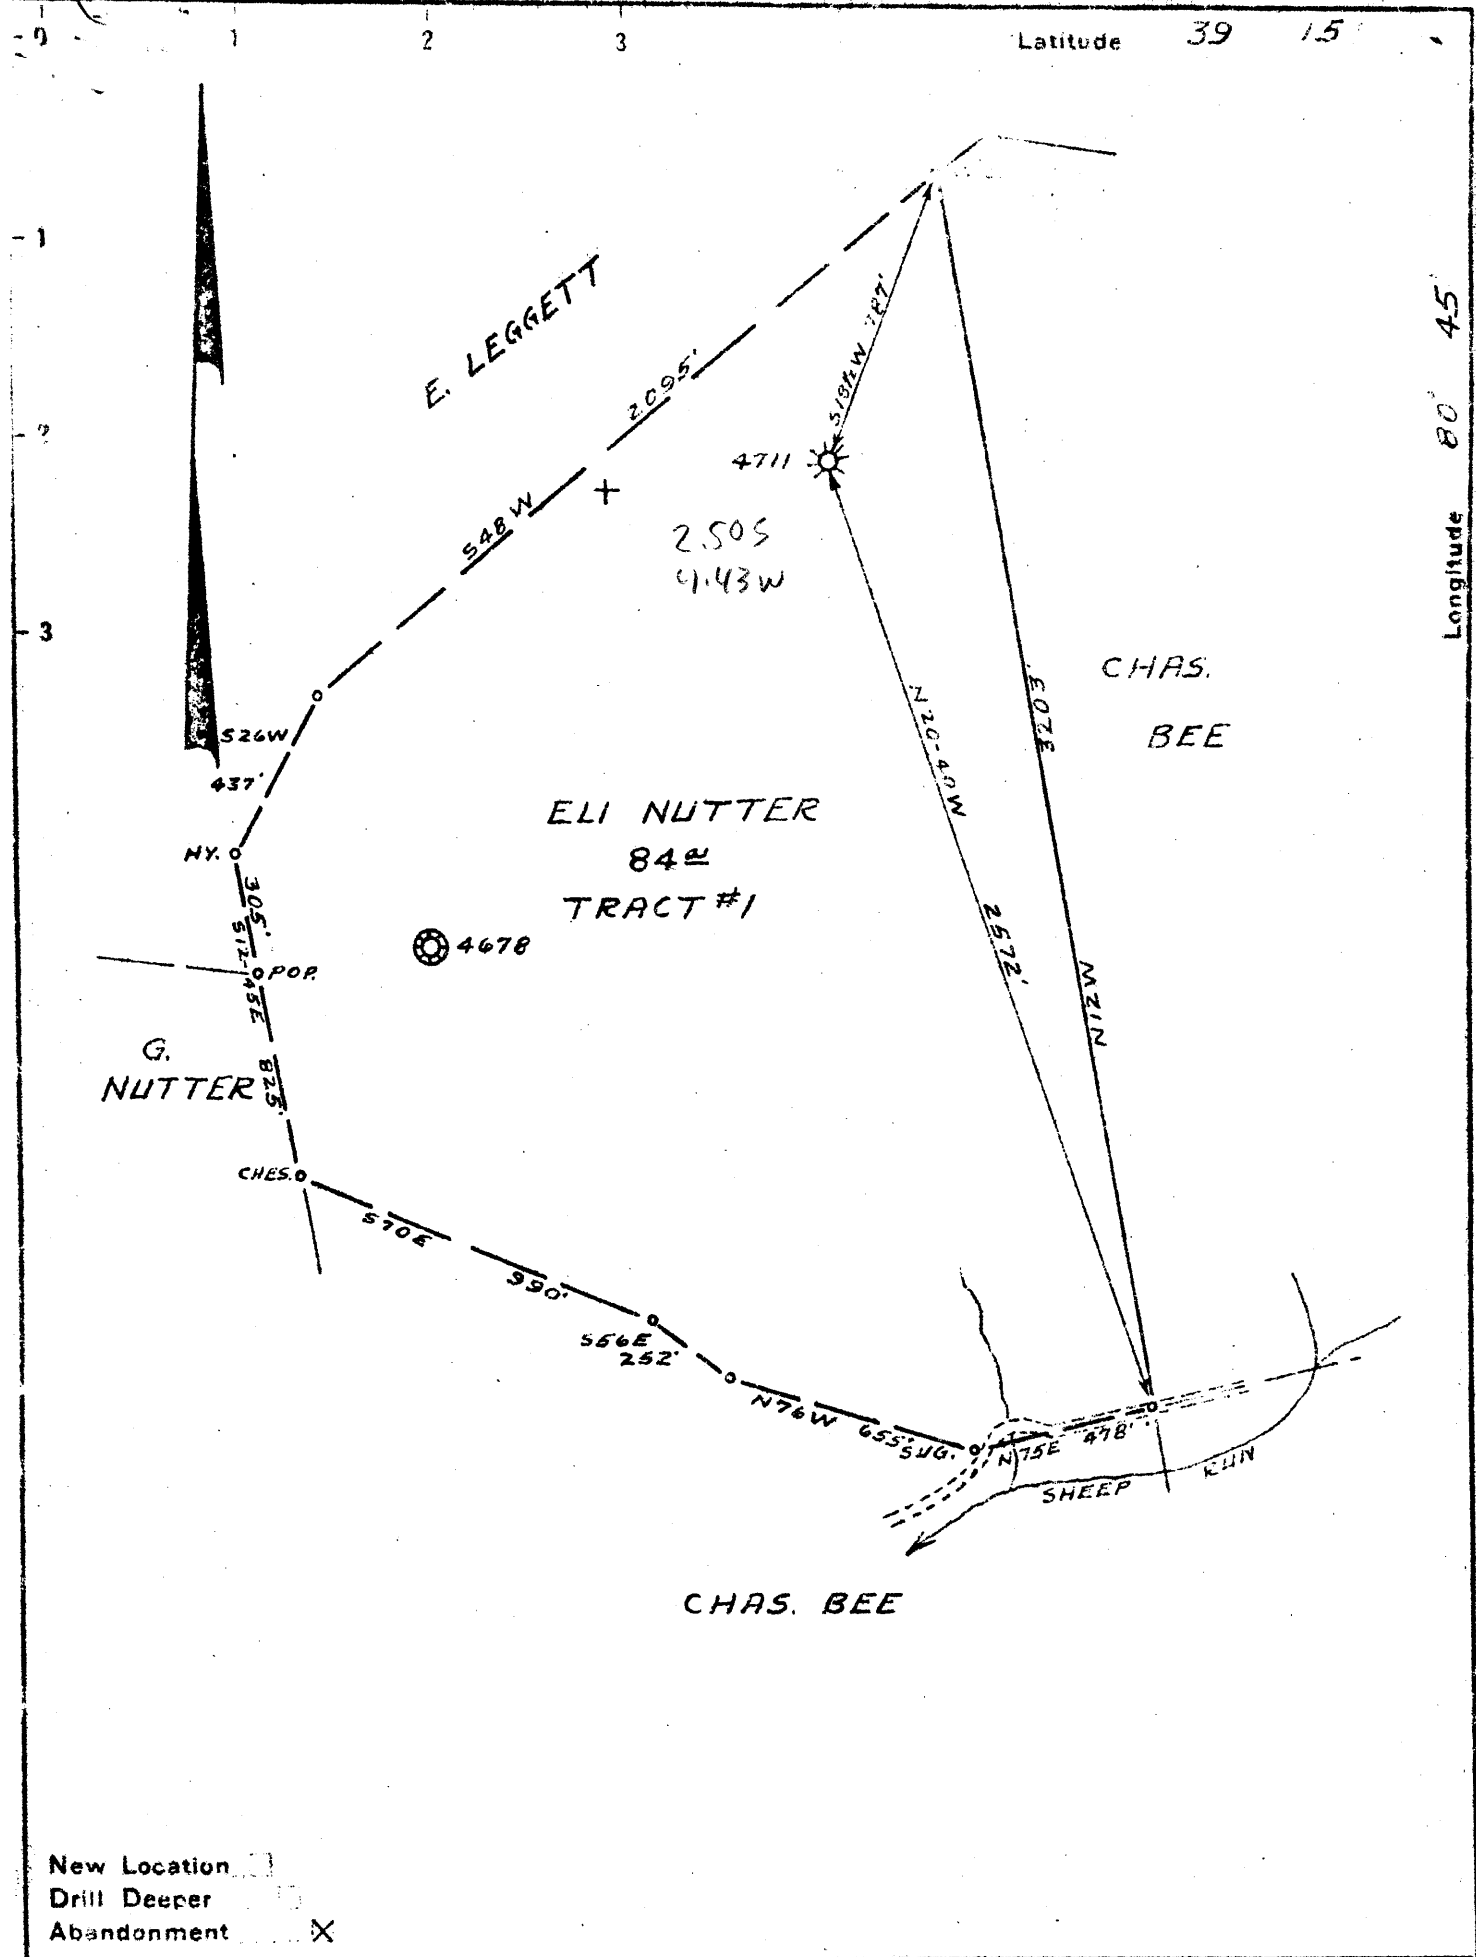 0 1 2 3
Latitude 39 15
1
2
3
Longitude 80° 45'
E. LEGGETT
2095'
S48W
S18½W 787'
4711
2.50S
4.43W
S26W
437'
HY.
305'
S12-45E
POP.
825'
G.
NUTTER
CHES.
ELI NUTTER
84 a
TRACT #1
4678
N20-40W
2572'
3203'
N12W
CHAS.
BEE
S70E
990'
S56E
252'
N76W
655'
SUG.
N75E 478'
SHEEP RUN
CHAS. BEE
New Location
Drill Deeper
Abandonment X